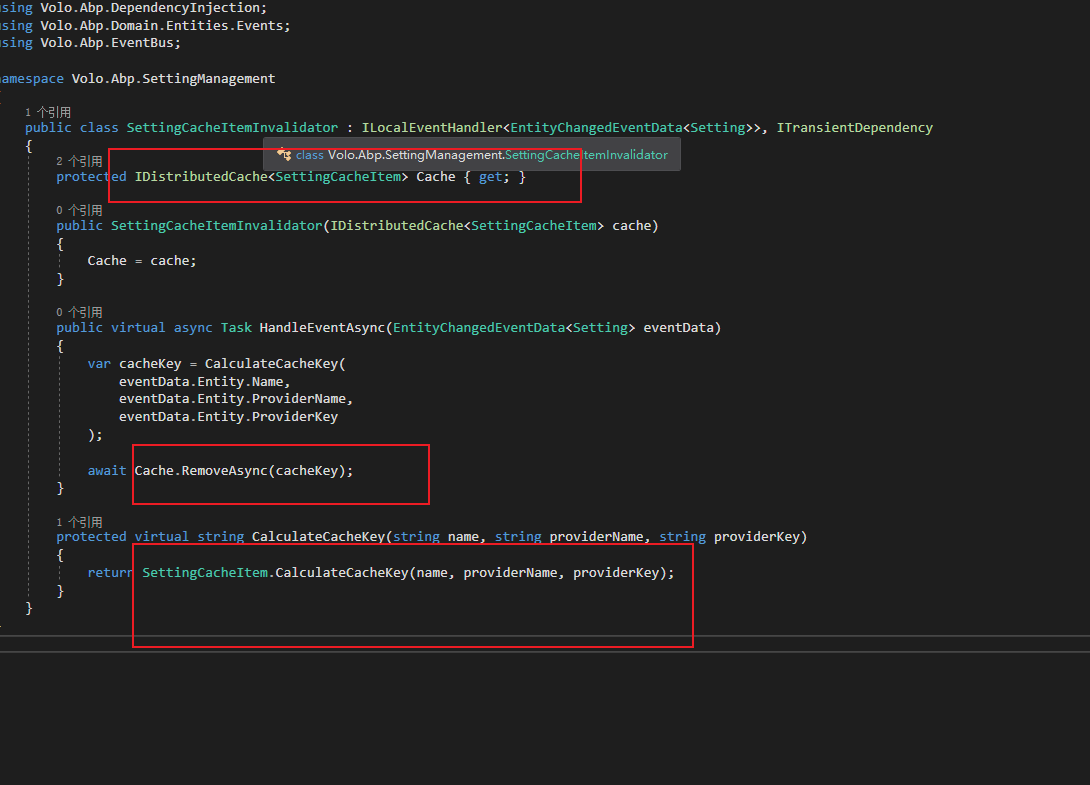 using Volo.Abp.DependencyInjection;
using Volo.Abp.Domain.Entities.Events;
using Volo.Abp.EventBus;
namespace Volo.Abp.SettingManagement
1 个引用
public class SettingCacheItemInvalidator : ILocalEventHandler<EntityChangedEventData<Setting>>, ITransientDependency
{
class Volo.Abp.SettingManagement.SettingCacheItemInvalidator
2 个引用
protected IDistributedCache<SettingCacheItem> Cache { get; }
0 个引用
public SettingCacheItemInvalidator(IDistributedCache<SettingCacheItem> cache)
{
Cache = cache;
}
0 个引用
public virtual async Task HandleEventAsync(EntityChangedEventData<Setting> eventData)
{
var cacheKey = CalculateCacheKey(
eventData.Entity.Name,
eventData.Entity.ProviderName,
eventData.Entity.ProviderKey
);
await Cache.RemoveAsync(cacheKey);
}
1 个引用
protected virtual string CalculateCacheKey(string name, string providerName, string providerKey)
{
return SettingCacheItem.CalculateCacheKey(name, providerName, providerKey);
}
}